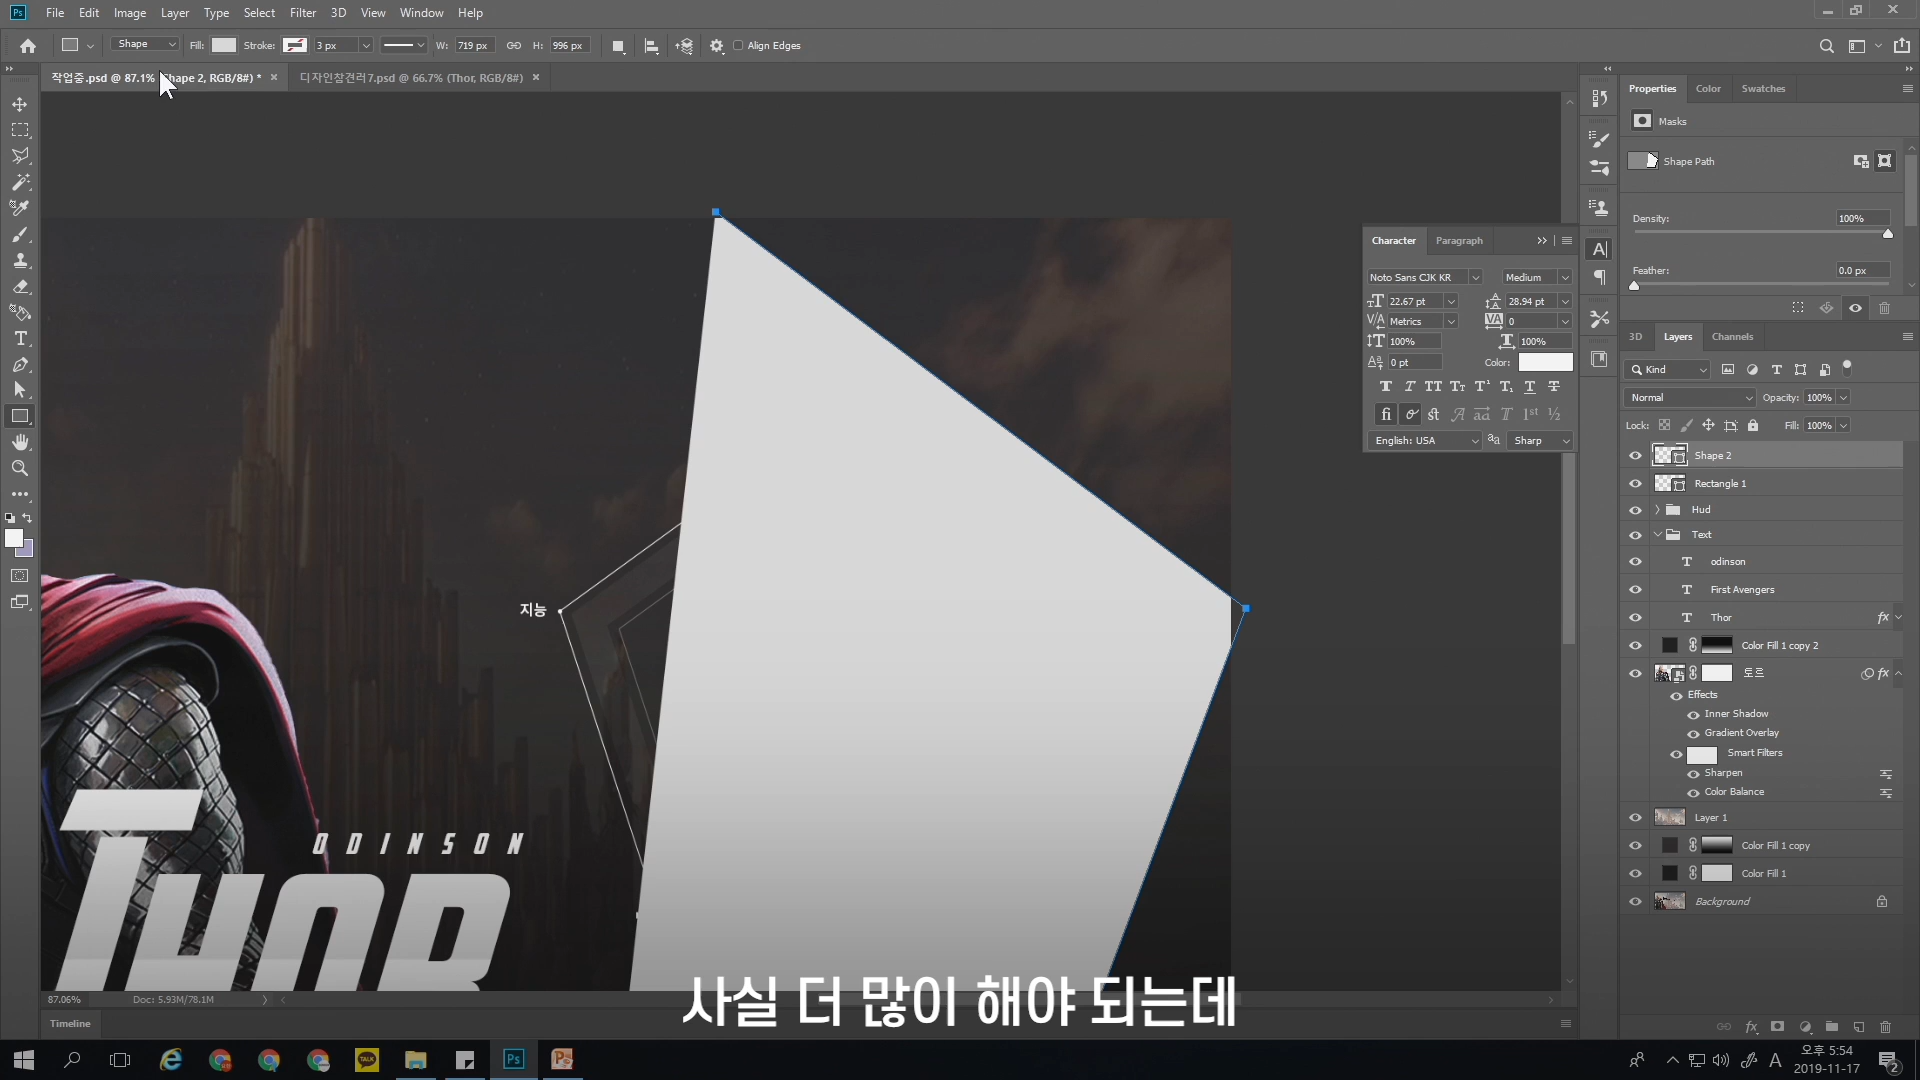 File Edit Image Layer Type Select Filter 3D View Window Help
Shape Fill: Stroke: 3 px W: 719 px H: 996 px Align Edges
작업중.psd @ 87.1% Shape 2, RGB/8#) *
디자인참견러7.psd @ 66.7% (Thor, RGB/8#)
Properties Color Swatches
Masks
Shape Path
Density: 100%
Feather: 0.0 px
Character Paragraph
Noto Sans CJK KR Medium
22.67 pt 28.94 pt
Metrics 0
100% 100%
0 pt Color:
English: USA Sharp
3D Layers Channels
Kind
Normal Opacity: 100%
Lock: Fill: 100%
Shape 2
Rectangle 1
Hud
Text
odinson
First Avengers
Thor fx
Color Fill 1 copy 2
토르 fx
Effects
Inner Shadow
Gradient Overlay
Smart Filters
Sharpen
Color Balance
Layer 1
Color Fill 1 copy
Color Fill 1
Background
지능
ODINSON
THOR
사실 더 많이 해야 되는데
87.06% Doc: 5.93M/78.1M
Timeline
오후 5:54
2019-11-17
A
2